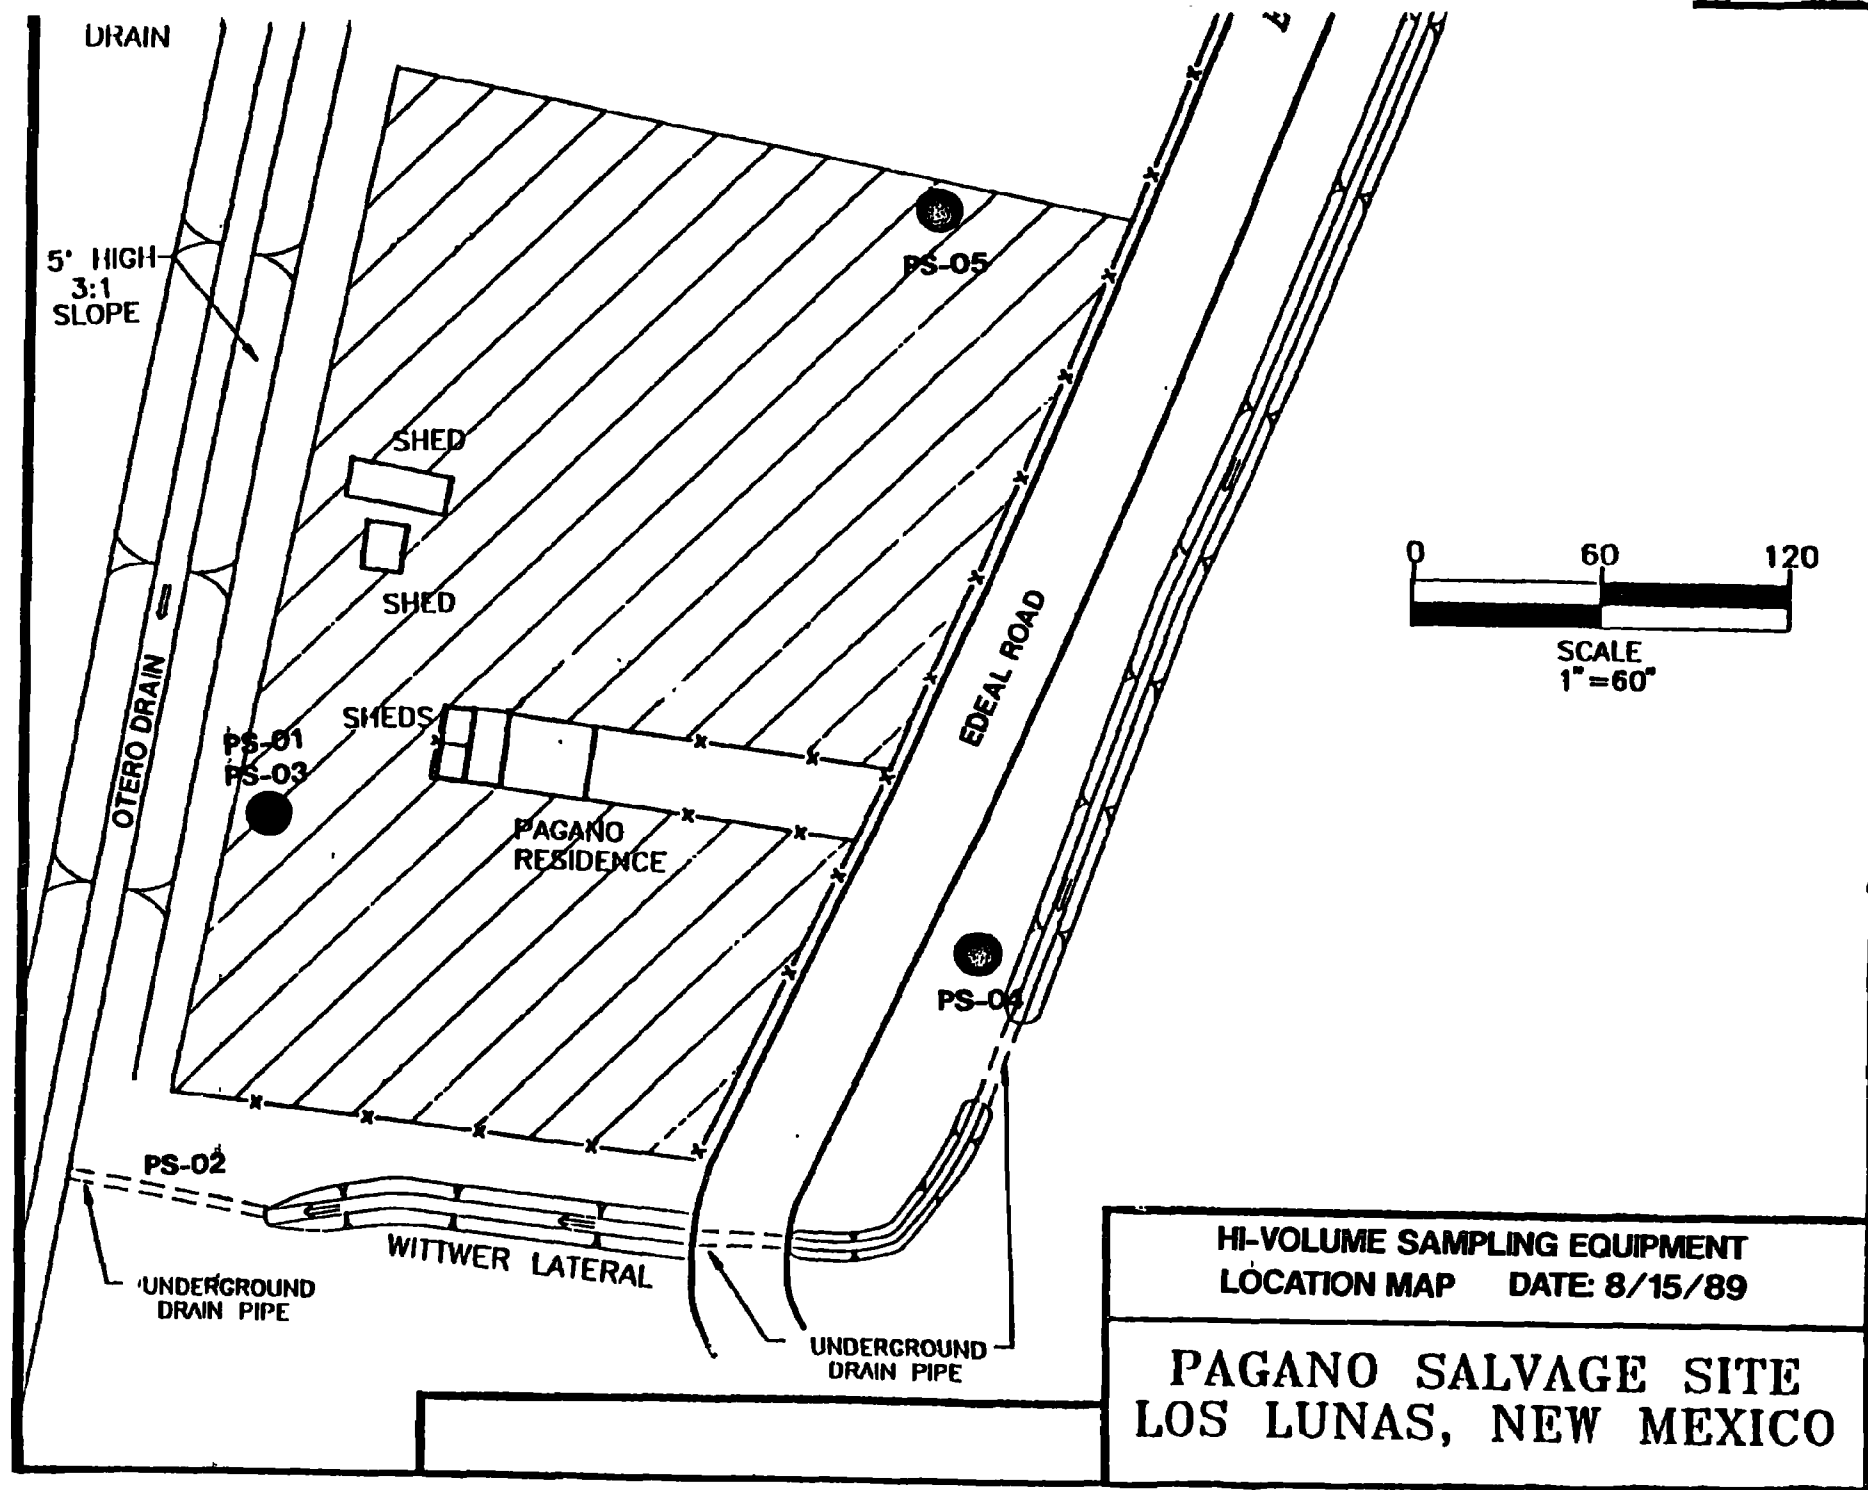 DRAIN
5' HIGH
3:1
SLOPE
PS-05
SHED
SHED
0 60 120
SCALE
1"=60"
EDEAL ROAD
OTERO DRAIN
SHEDS
PS-01
PS-03
PAGANO
RESIDENCE
PS-04
PS-02
WITTWER LATERAL
UNDERGROUND
DRAIN PIPE
UNDERGROUND
DRAIN PIPE
HI-VOLUME SAMPLING EQUIPMENT
LOCATION MAP DATE: 8/15/89
PAGANO SALVAGE SITE
LOS LUNAS, NEW MEXICO